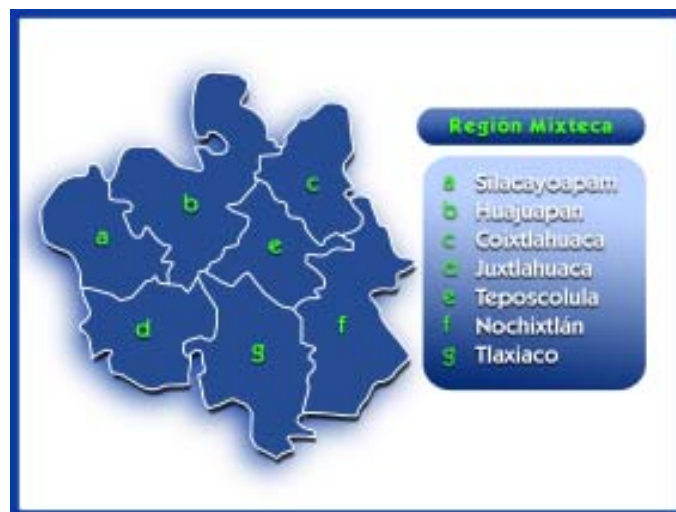 Región Mixteca
a Silacayoapam
b Huajuapan
c Coixtlahuaca
d Juxtlahuaca
e Teposcolula
f Nochixtlán
g Tlaxiaco
b
c
a
e
d
g
f